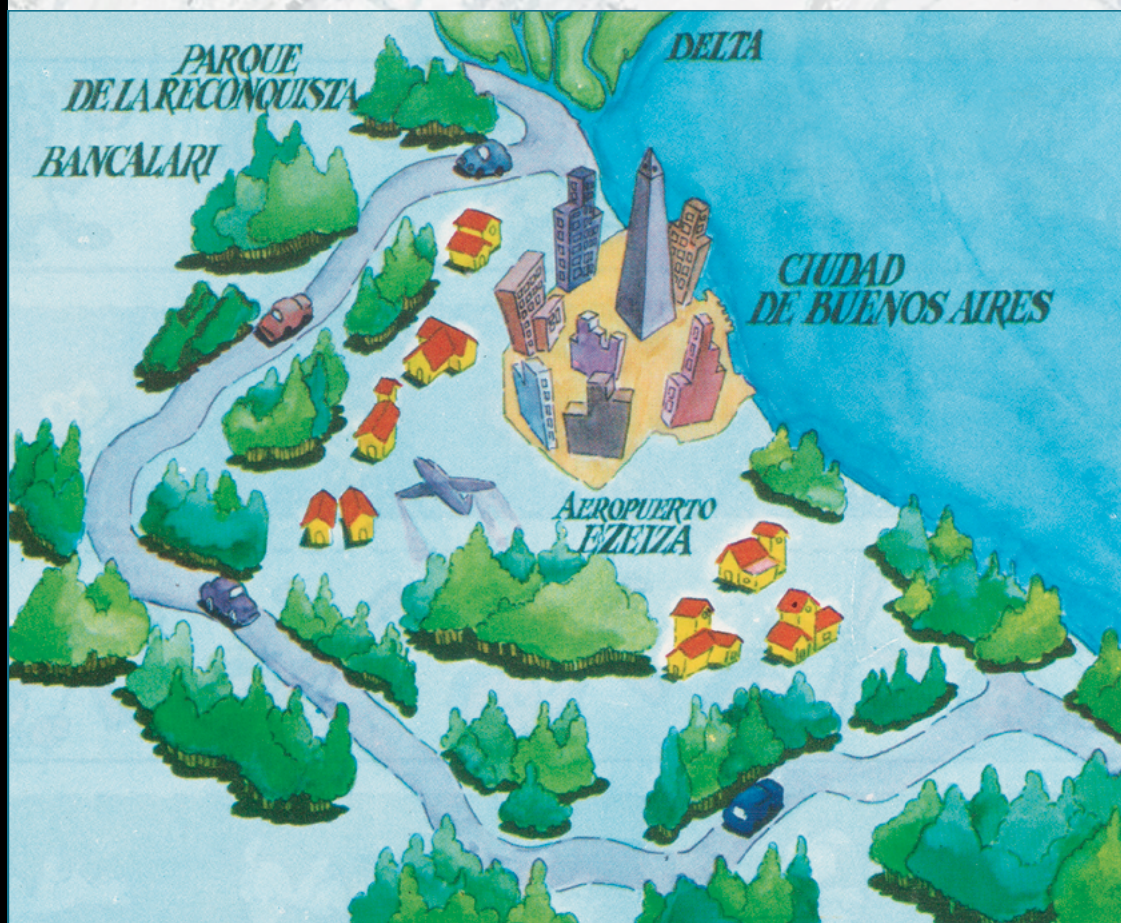 PARQUE
DE LA RECONQUISTA
BANCALARI
DELTA
CIUDAD
DE BUENOS AIRES
AEROPUERTO
EZEIZA